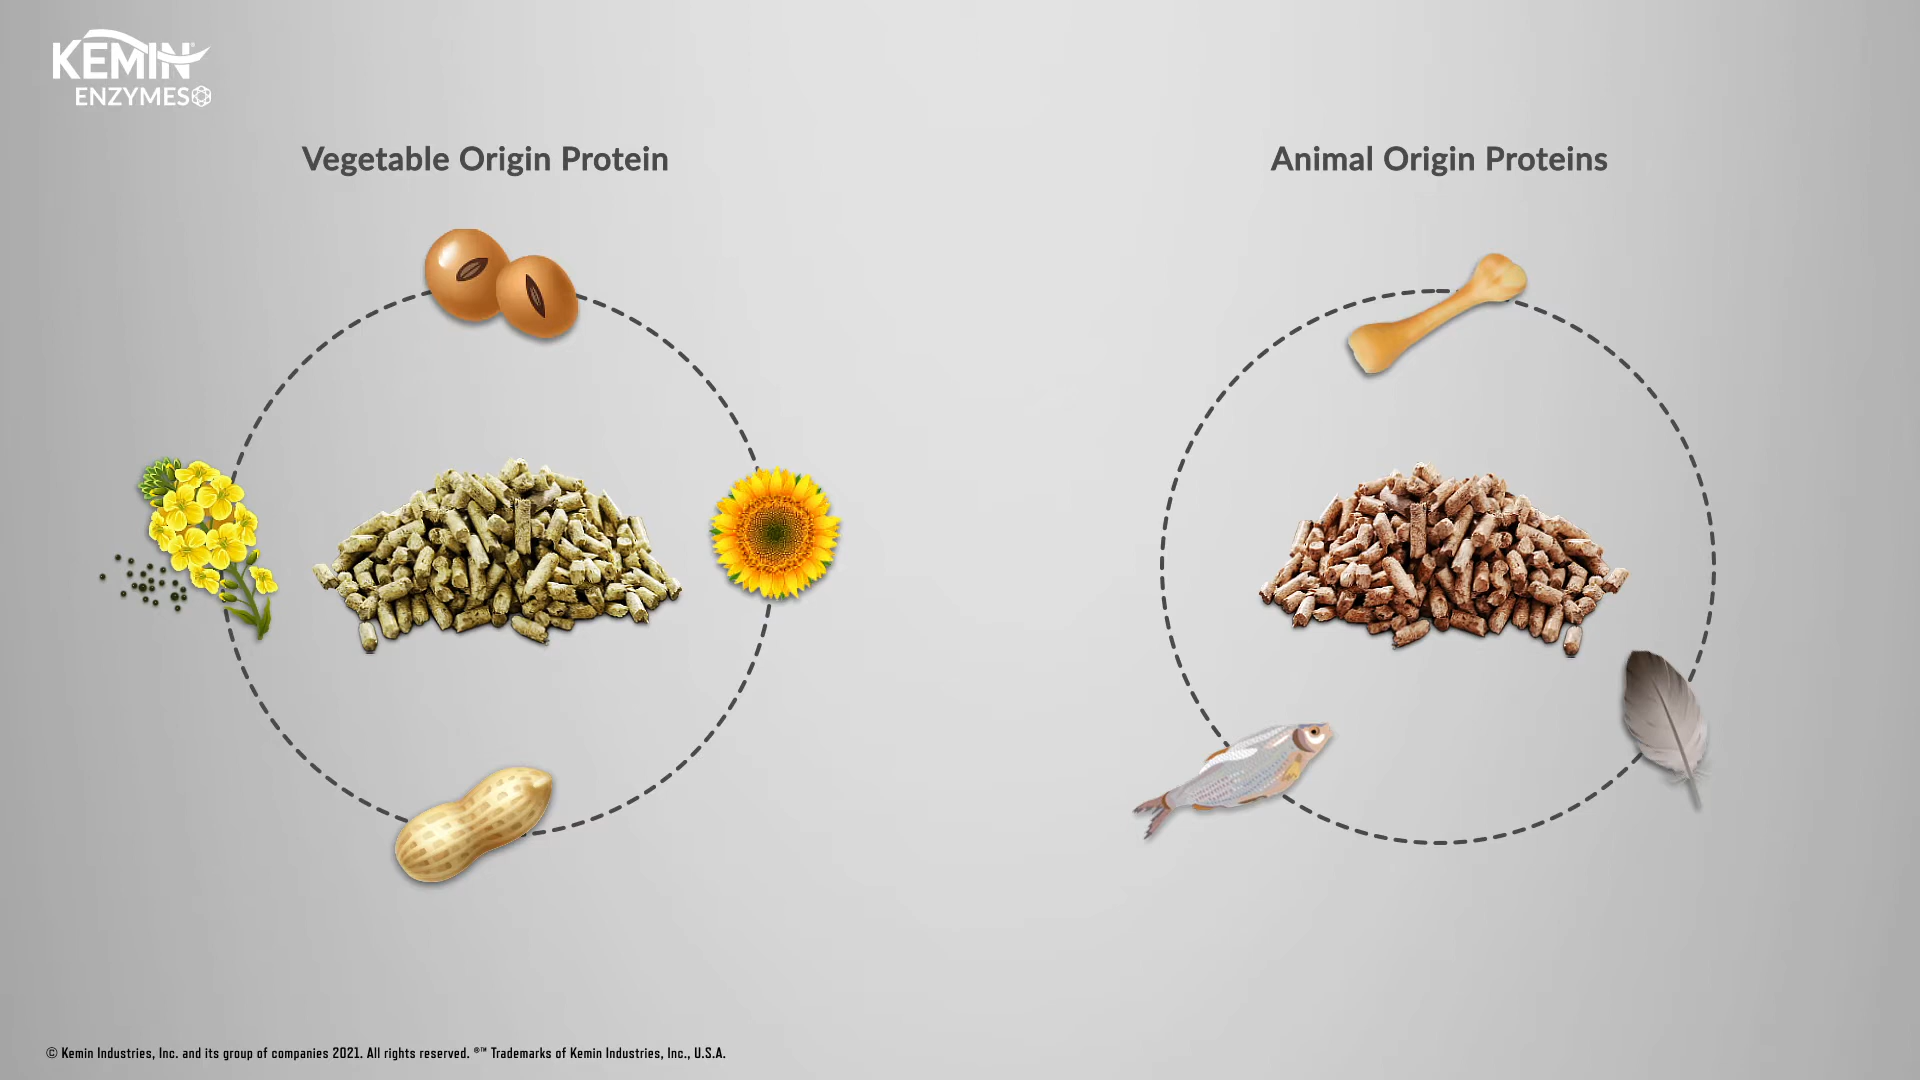 KEMIN®
ENZYMES
Vegetable Origin Protein
Animal Origin Proteins
© Kemin Industries, Inc. and its group of companies 2021. All rights reserved. ®™ Trademarks of Kemin Industries, Inc., U.S.A.